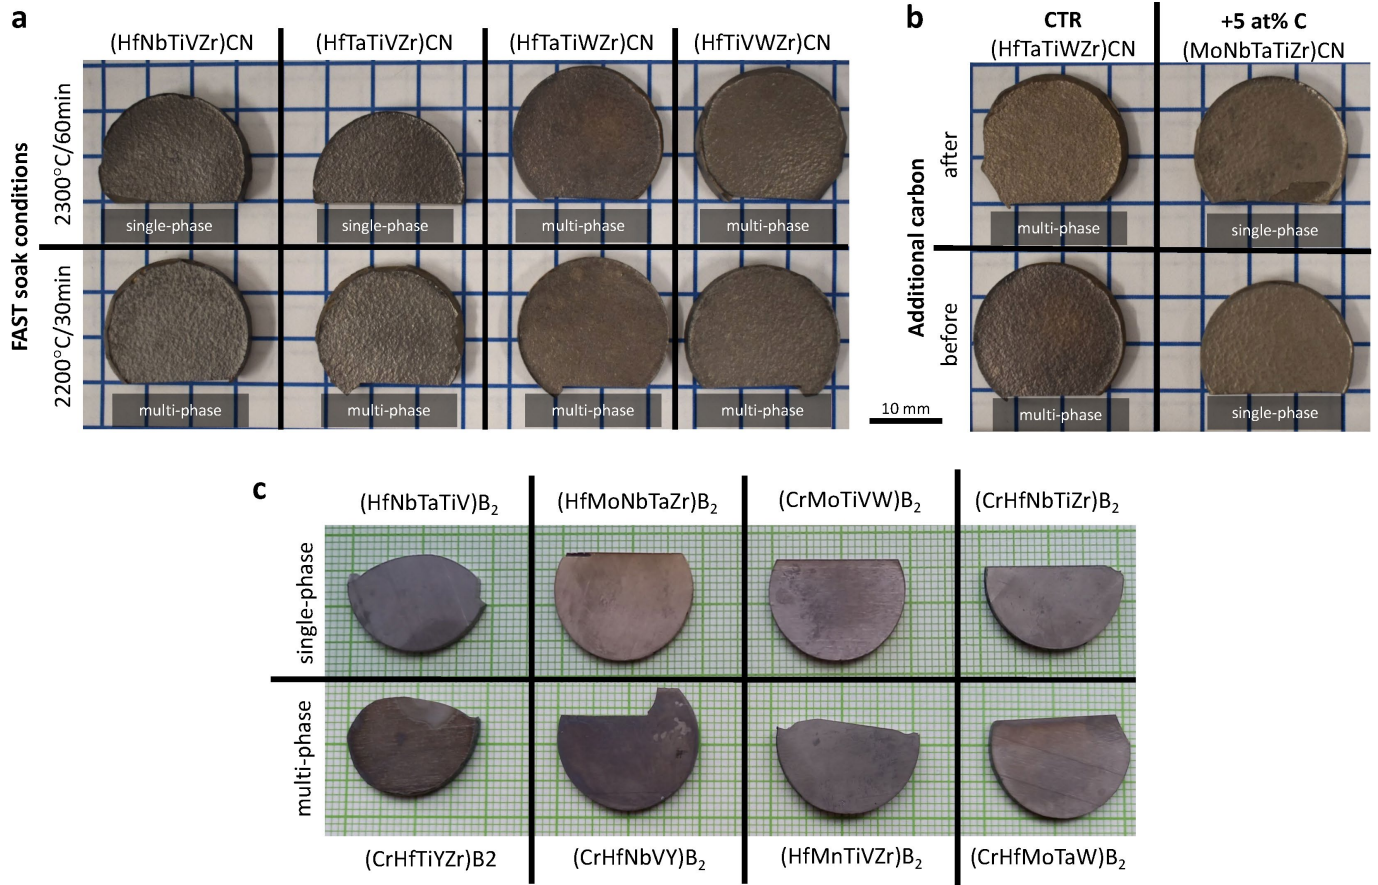 a
(HfNbTiVZr)CN
(HfTaTiVZr)CN
(HfTaTiWZr)CN
(HfTiVWZr)CN
FAST soak conditions
2300°C/60min
single-phase
single-phase
multi-phase
multi-phase
2200°C/30min
multi-phase
multi-phase
multi-phase
multi-phase
10 mm
b
CTR
(HfTaTiWZr)CN
+5 at% C
(MoNbTaTiZr)CN
Additional carbon
after
multi-phase
single-phase
before
multi-phase
single-phase
c
(HfNbTaTiV)B₂
(HfMoNbTaZr)B₂
(CrMoTiVW)B₂
(CrHfNbTiZr)B₂
single-phase
multi-phase
(CrHfTiYZr)B2
(CrHfNbVY)B₂
(HfMnTiVZr)B₂
(CrHfMoTaW)B₂